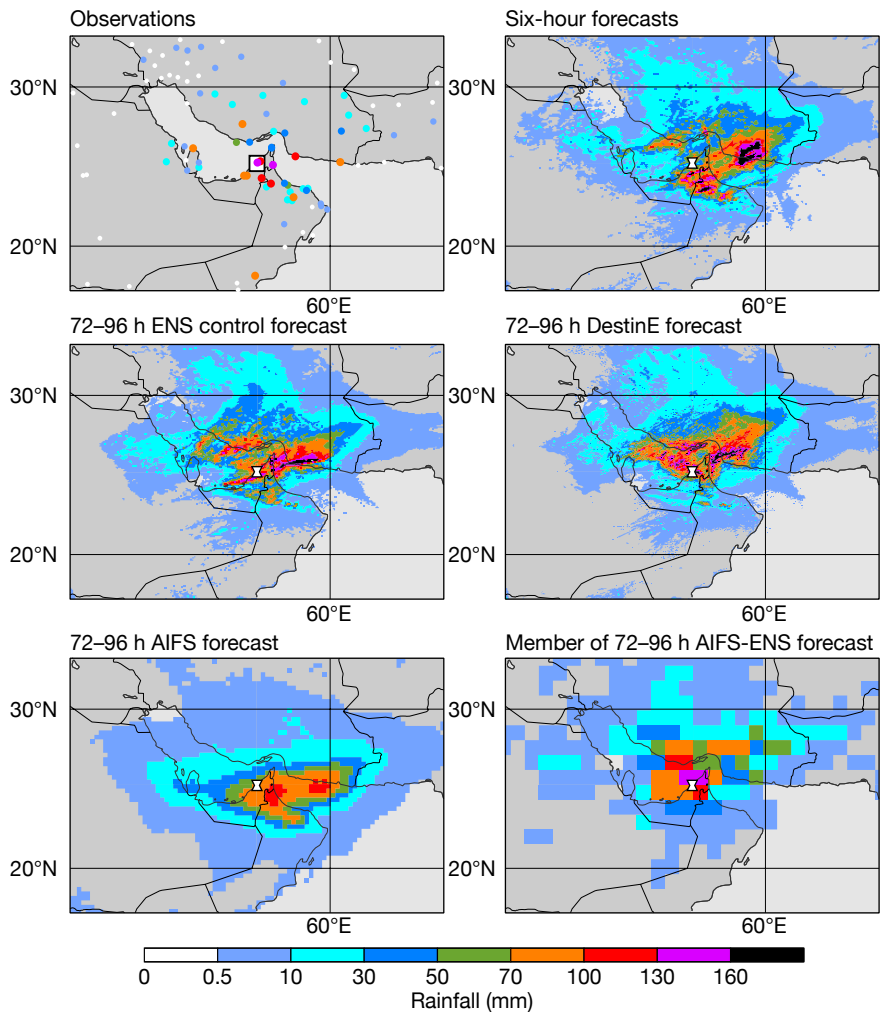 Observations
Six-hour forecasts
30°N
30°N
20°N
20°N
60°E
60°E
72–96 h ENS control forecast
72–96 h DestinE forecast
30°N
30°N
20°N
20°N
60°E
60°E
72–96 h AIFS forecast
Member of 72–96 h AIFS-ENS forecast
30°N
30°N
20°N
20°N
60°E
60°E
0 0.5 10 30 50 70 100 130 160
Rainfall (mm)